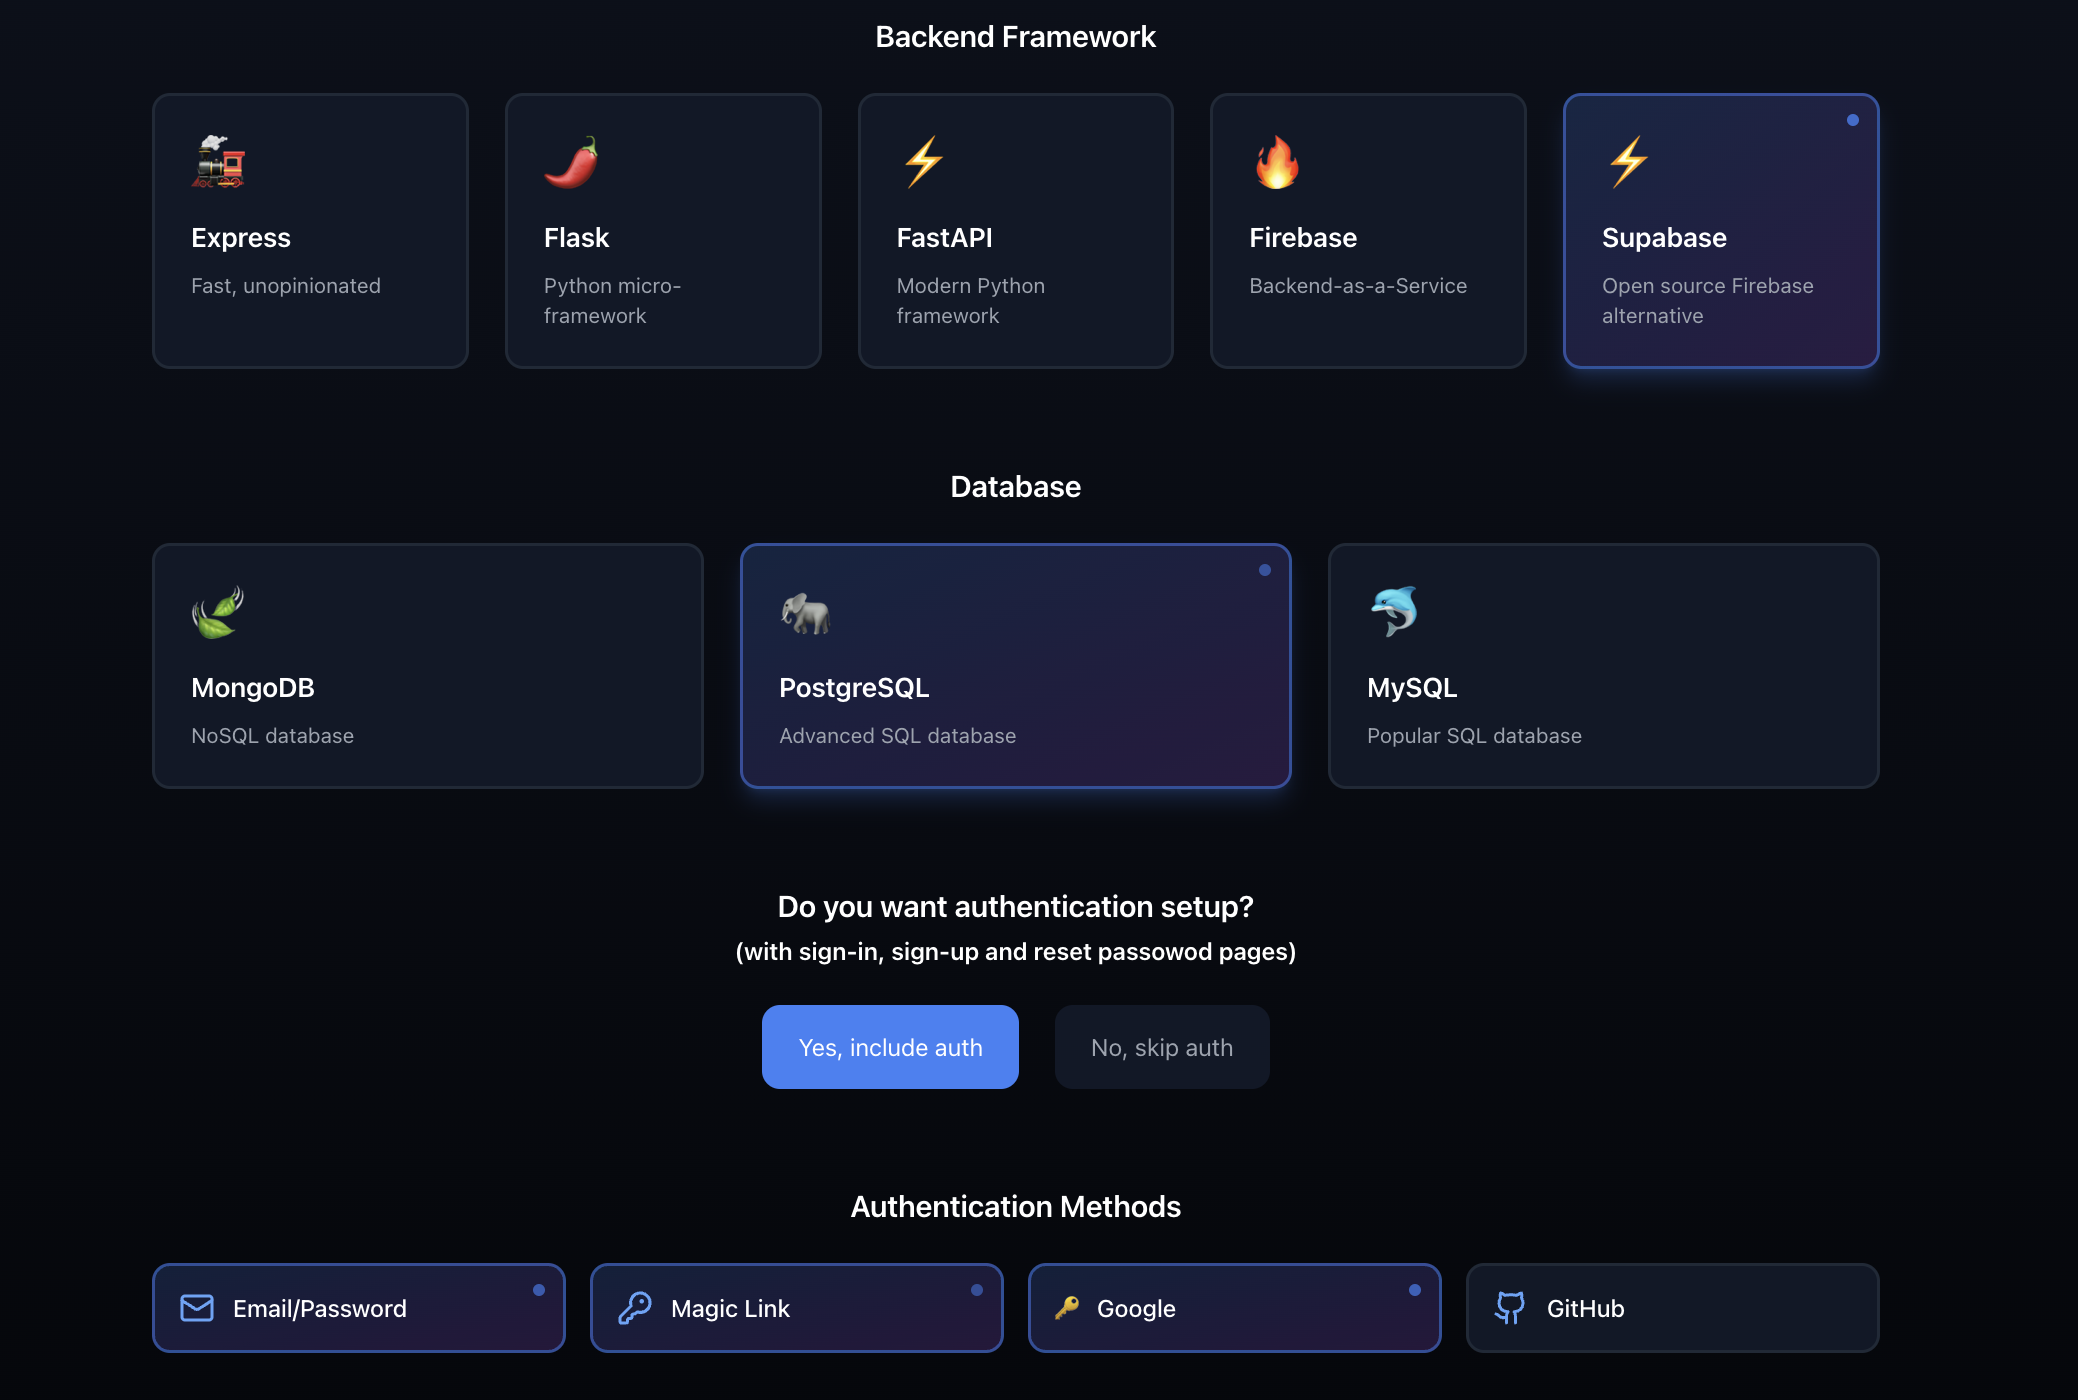 Backend Framework
Express
Fast, unopinionated
Flask
Python micro-
framework
FastAPI
Modern Python
framework
Firebase
Backend-as-a-Service
Supabase
Open source Firebase
alternative
Database
MongoDB
NoSQL database
PostgreSQL
Advanced SQL database
MySQL
Popular SQL database
Do you want authentication setup?
(with sign-in, sign-up and reset passowod pages)
Yes, include auth
No, skip auth
Authentication Methods
Email/Password
Magic Link
Google
GitHub